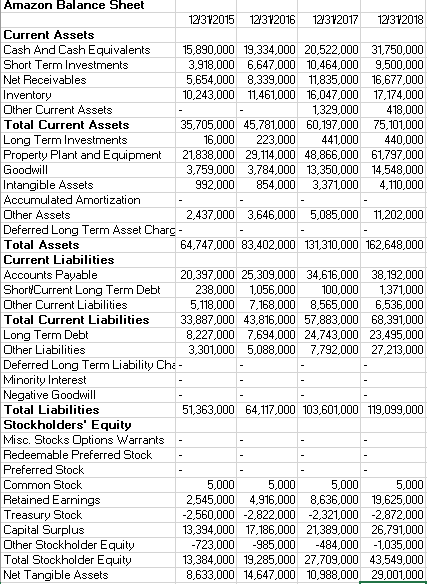 Amazon Balance Sheet
12/31/2015 12/31/2016 12/31/2017 12/31/2018
Current Assets
Cash And Cash Equivalents 15,890,000 19,334,000 20,522,000 31,750,000
Short Term Investments 3,918,000 6,647,000 10,464,000 9,500,000
Net Receivables 5,654,000 8,339,000 11,835,000 16,677,000
Inventory 10,243,000 11,461,000 16,047,000 17,174,000
Other Current Assets - - 1,329,000 418,000
Total Current Assets 35,705,000 45,781,000 60,197,000 75,101,000
Long Term Investments 16,000 223,000 441,000 440,000
Property Plant and Equipment 21,838,000 29,114,000 48,866,000 61,797,000
Goodwill 3,759,000 3,784,000 13,350,000 14,548,000
Intangible Assets 992,000 854,000 3,371,000 4,110,000
Accumulated Amortization - - - -
Other Assets 2,437,000 3,646,000 5,085,000 11,202,000
Deferred Long Term Asset Charg - - - -
Total Assets 64,747,000 83,402,000 131,310,000 162,648,000
Current Liabilities
Accounts Payable 20,397,000 25,309,000 34,616,000 38,192,000
Short/Current Long Term Debt 238,000 1,056,000 100,000 1,371,000
Other Current Liabilities 5,118,000 7,168,000 8,565,000 6,536,000
Total Current Liabilities 33,887,000 43,816,000 57,883,000 68,391,000
Long Term Debt 8,227,000 7,694,000 24,743,000 23,495,000
Other Liabilities 3,301,000 5,088,000 7,792,000 27,213,000
Deferred Long Term Liability Cha - - - -
Minority Interest - - - -
Negative Goodwill - - - -
Total Liabilities 51,363,000 64,117,000 103,601,000 119,099,000
Stockholders' Equity
Misc. Stocks Options Warrants - - - -
Redeemable Preferred Stock - - - -
Preferred Stock - - - -
Common Stock 5,000 5,000 5,000 5,000
Retained Earnings 2,545,000 4,916,000 8,636,000 19,625,000
Treasury Stock -2,560,000 -2,822,000 -2,321,000 -2,872,000
Capital Surplus 13,394,000 17,186,000 21,389,000 26,791,000
Other Stockholder Equity -723,000 -985,000 -484,000 -1,035,000
Total Stockholder Equity 13,384,000 19,285,000 27,709,000 43,549,000
Net Tangible Assets 8,633,000 14,647,000 10,988,000 29,001,000